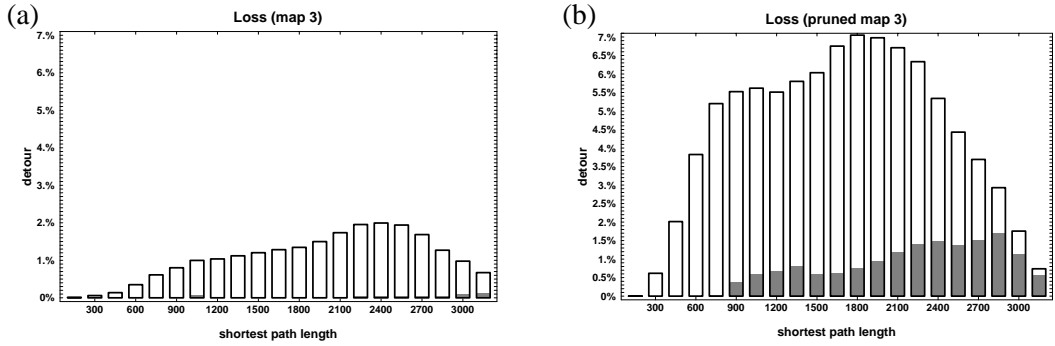 (a)
Loss (map 3)
7.%
6.%
5.%
4.%
3.%
2.%
1.%
0%
detour
300 600 900 1200 1500 1800 2100 2400 2700 3000
shortest path length
(b)
Loss (pruned map 3)
7.%
6.5%
6.%
5.5%
5.%
4.5%
4.%
3.5%
3.%
2.5%
2.%
1.5%
1.%
0.5%
0%
detour
300 600 900 1200 1500 1800 2100 2400 2700 3000
shortest path length